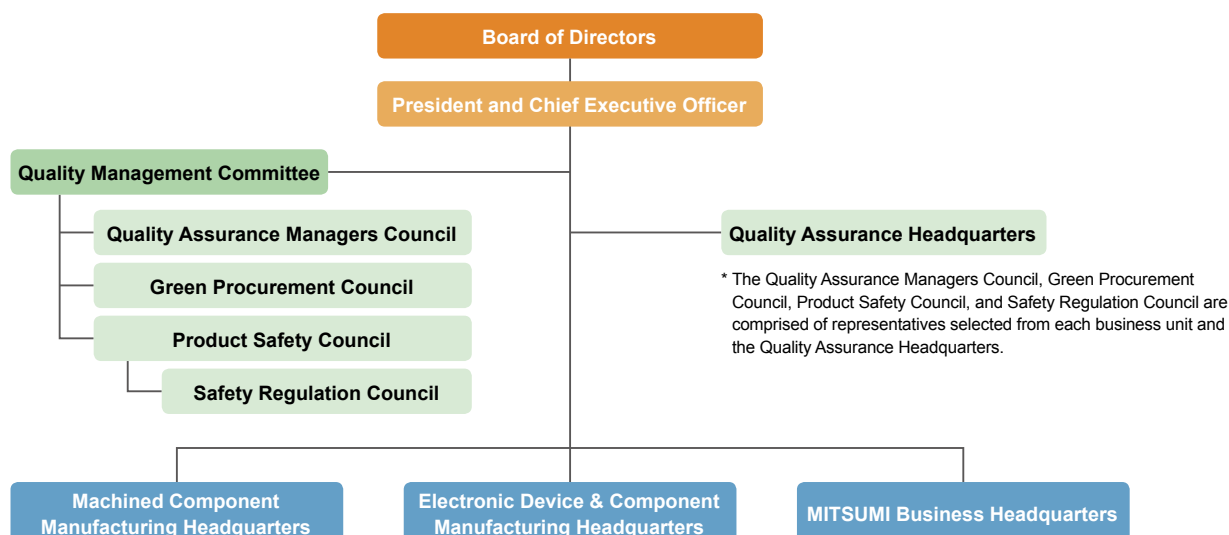 Board of Directors
President and Chief Executive Officer
Quality Management Committee
Quality Assurance Managers Council
Green Procurement Council
Product Safety Council
Safety Regulation Council
Quality Assurance Headquarters
* The Quality Assurance Managers Council, Green Procurement
Council, Product Safety Council, and Safety Regulation Council are
comprised of representatives selected from each business unit and
the Quality Assurance Headquarters.
Machined Component
Manufacturing Headquarters
Electronic Device & Component
Manufacturing Headquarters
MITSUMI Business Headquarters